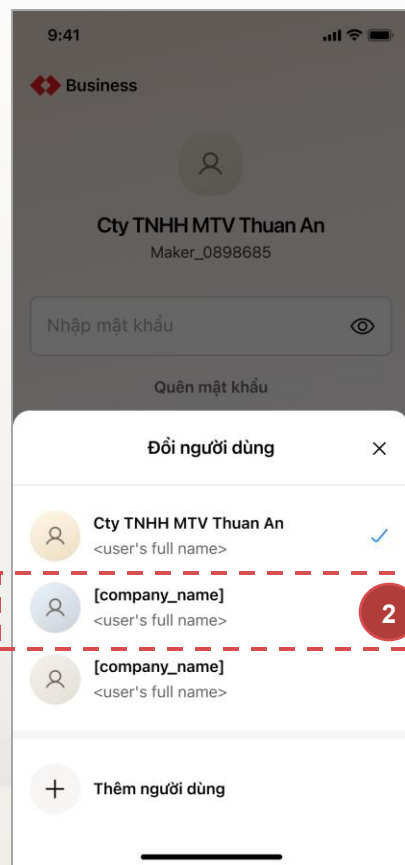 9:41
Business
Cty TNHH MTV Thuan An
Maker_0898685
Nhập mật khẩu
Quên mật khẩu
Đổi người dùng
Cty TNHH MTV Thuan An
<user's full name>
[company_name]
<user's full name>
2
[company_name]
<user's full name>
Thêm người dùng